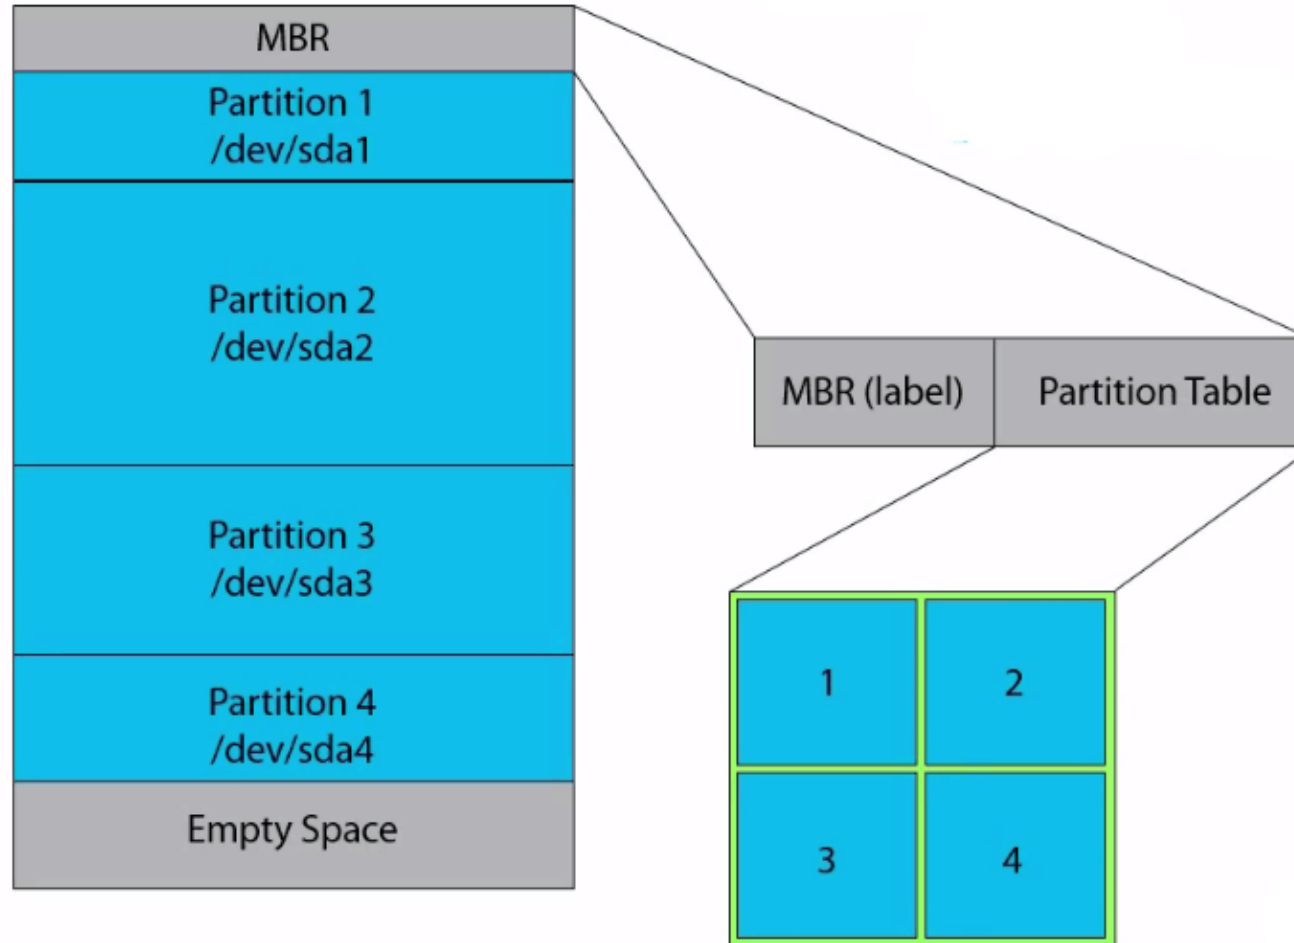 MBR
Partition 1
/dev/sda1
Partition 2
/dev/sda2
Partition 3
/dev/sda3
Partition 4
/dev/sda4
Empty Space
MBR (label)
Partition Table
1
2
3
4